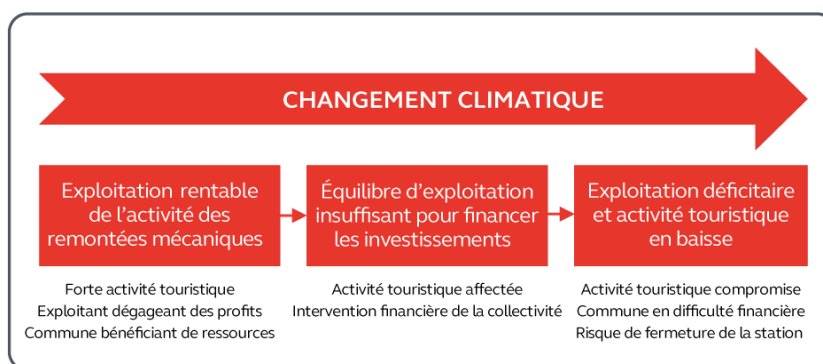 CHANGEMENT CLIMATIQUE
Exploitation rentable
de l'activité des
remontées mécaniques
Équilibre d'exploitation
insuffisant pour financer
les investissements
Exploitation déficitaire
et activité touristique
en baisse
Forte activité touristique
Exploitant dégageant des profits
Commune bénéficiant de ressources
Activité touristique affectée
Intervention financière de la collectivité
Activité touristique compromise
Commune en difficulté financière
Risque de fermeture de la station